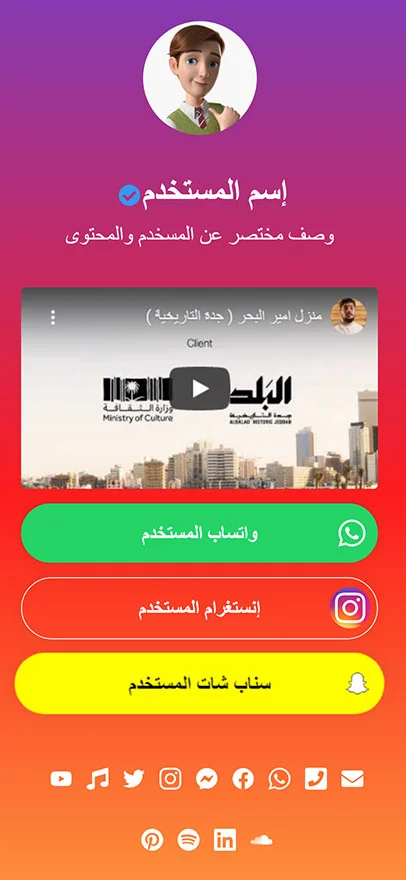 إسم المستخدم
وصف مختصر عن المسخدم والمحتوى
منزل امير البحر ( جدة التاريخية )
Client
وزارة الثقافة
Ministry of Culture
البلد
جدة التاريخية
ALBALAD HISTORIC JEDDAH
واتساب المستخدم
إنستغرام المستخدم
سناب شات المستخدم